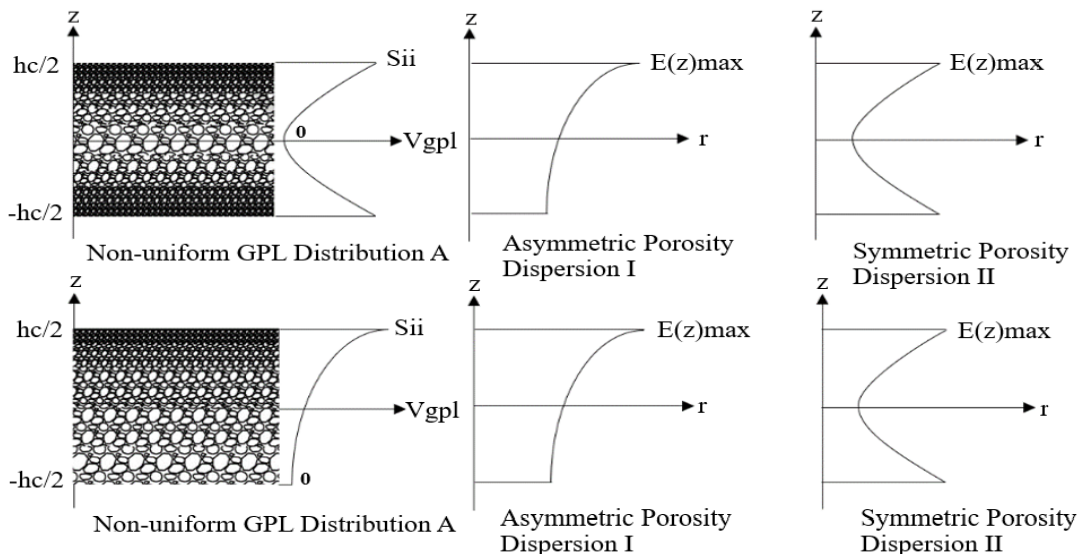 z
hc/2
Sii
0
Vgpl
-hc/2
Non-uniform GPL Distribution A
z
E(z)max
r
Asymmetric Porosity
Dispersion I
z
E(z)max
r
Symmetric Porosity
Dispersion II
z
hc/2
Sii
Vgpl
0
-hc/2
Non-uniform GPL Distribution A
z
E(z)max
r
Asymmetric Porosity
Dispersion I
z
E(z)max
r
Symmetric Porosity
Dispersion II